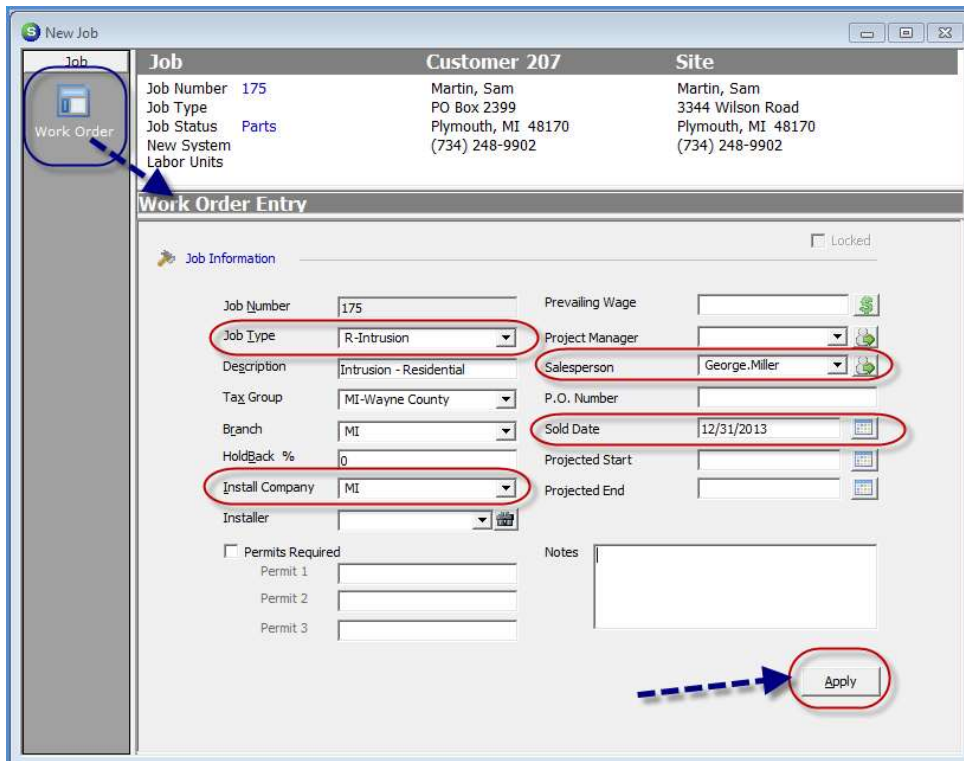 New Job
Job
Work Order
Job Customer 207 Site
Job Number 175 Martin, Sam Martin, Sam
Job Type PO Box 2399 3344 Wilson Road
Job Status Parts Plymouth, MI 48170 Plymouth, MI 48170
New System (734) 248-9902 (734) 248-9902
Labor Units
Work Order Entry
Locked
Job Information
Job Number 175 Prevailing Wage
Job Type R-Intrusion Project Manager
Description Intrusion - Residential Salesperson George.Miller
Tax Group MI-Wayne County P.O. Number
Branch MI Sold Date 12/31/2013
HoldBack % 0 Projected Start
Install Company MI Projected End
Installer
Permits Required Notes
Permit 1
Permit 2
Permit 3
Apply